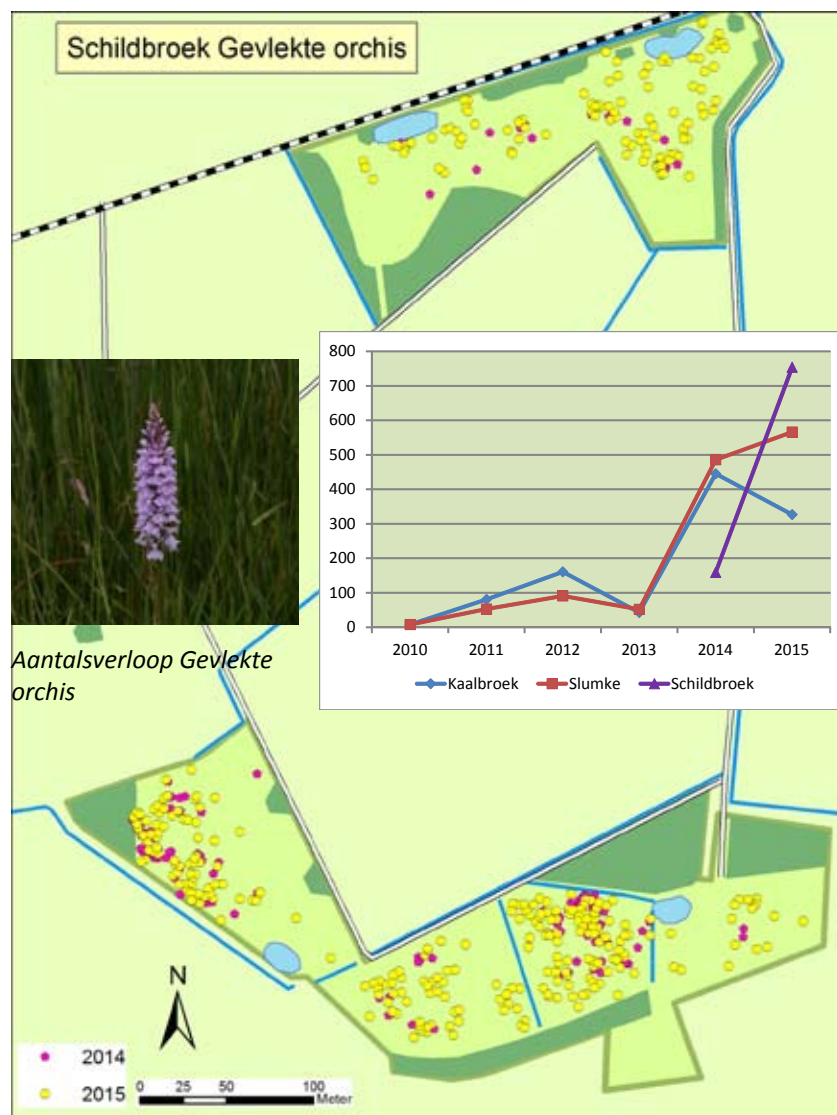 Schildbroek Gevlekte orchis
800
700
600
500
400
300
200
100
0
2010 2011 2012 2013 2014 2015
Kaalbroek Slumke Schildbroek
Aantalsverloop Gevlekte
orchis
N
2014
2015
0 25 50 100
Meter